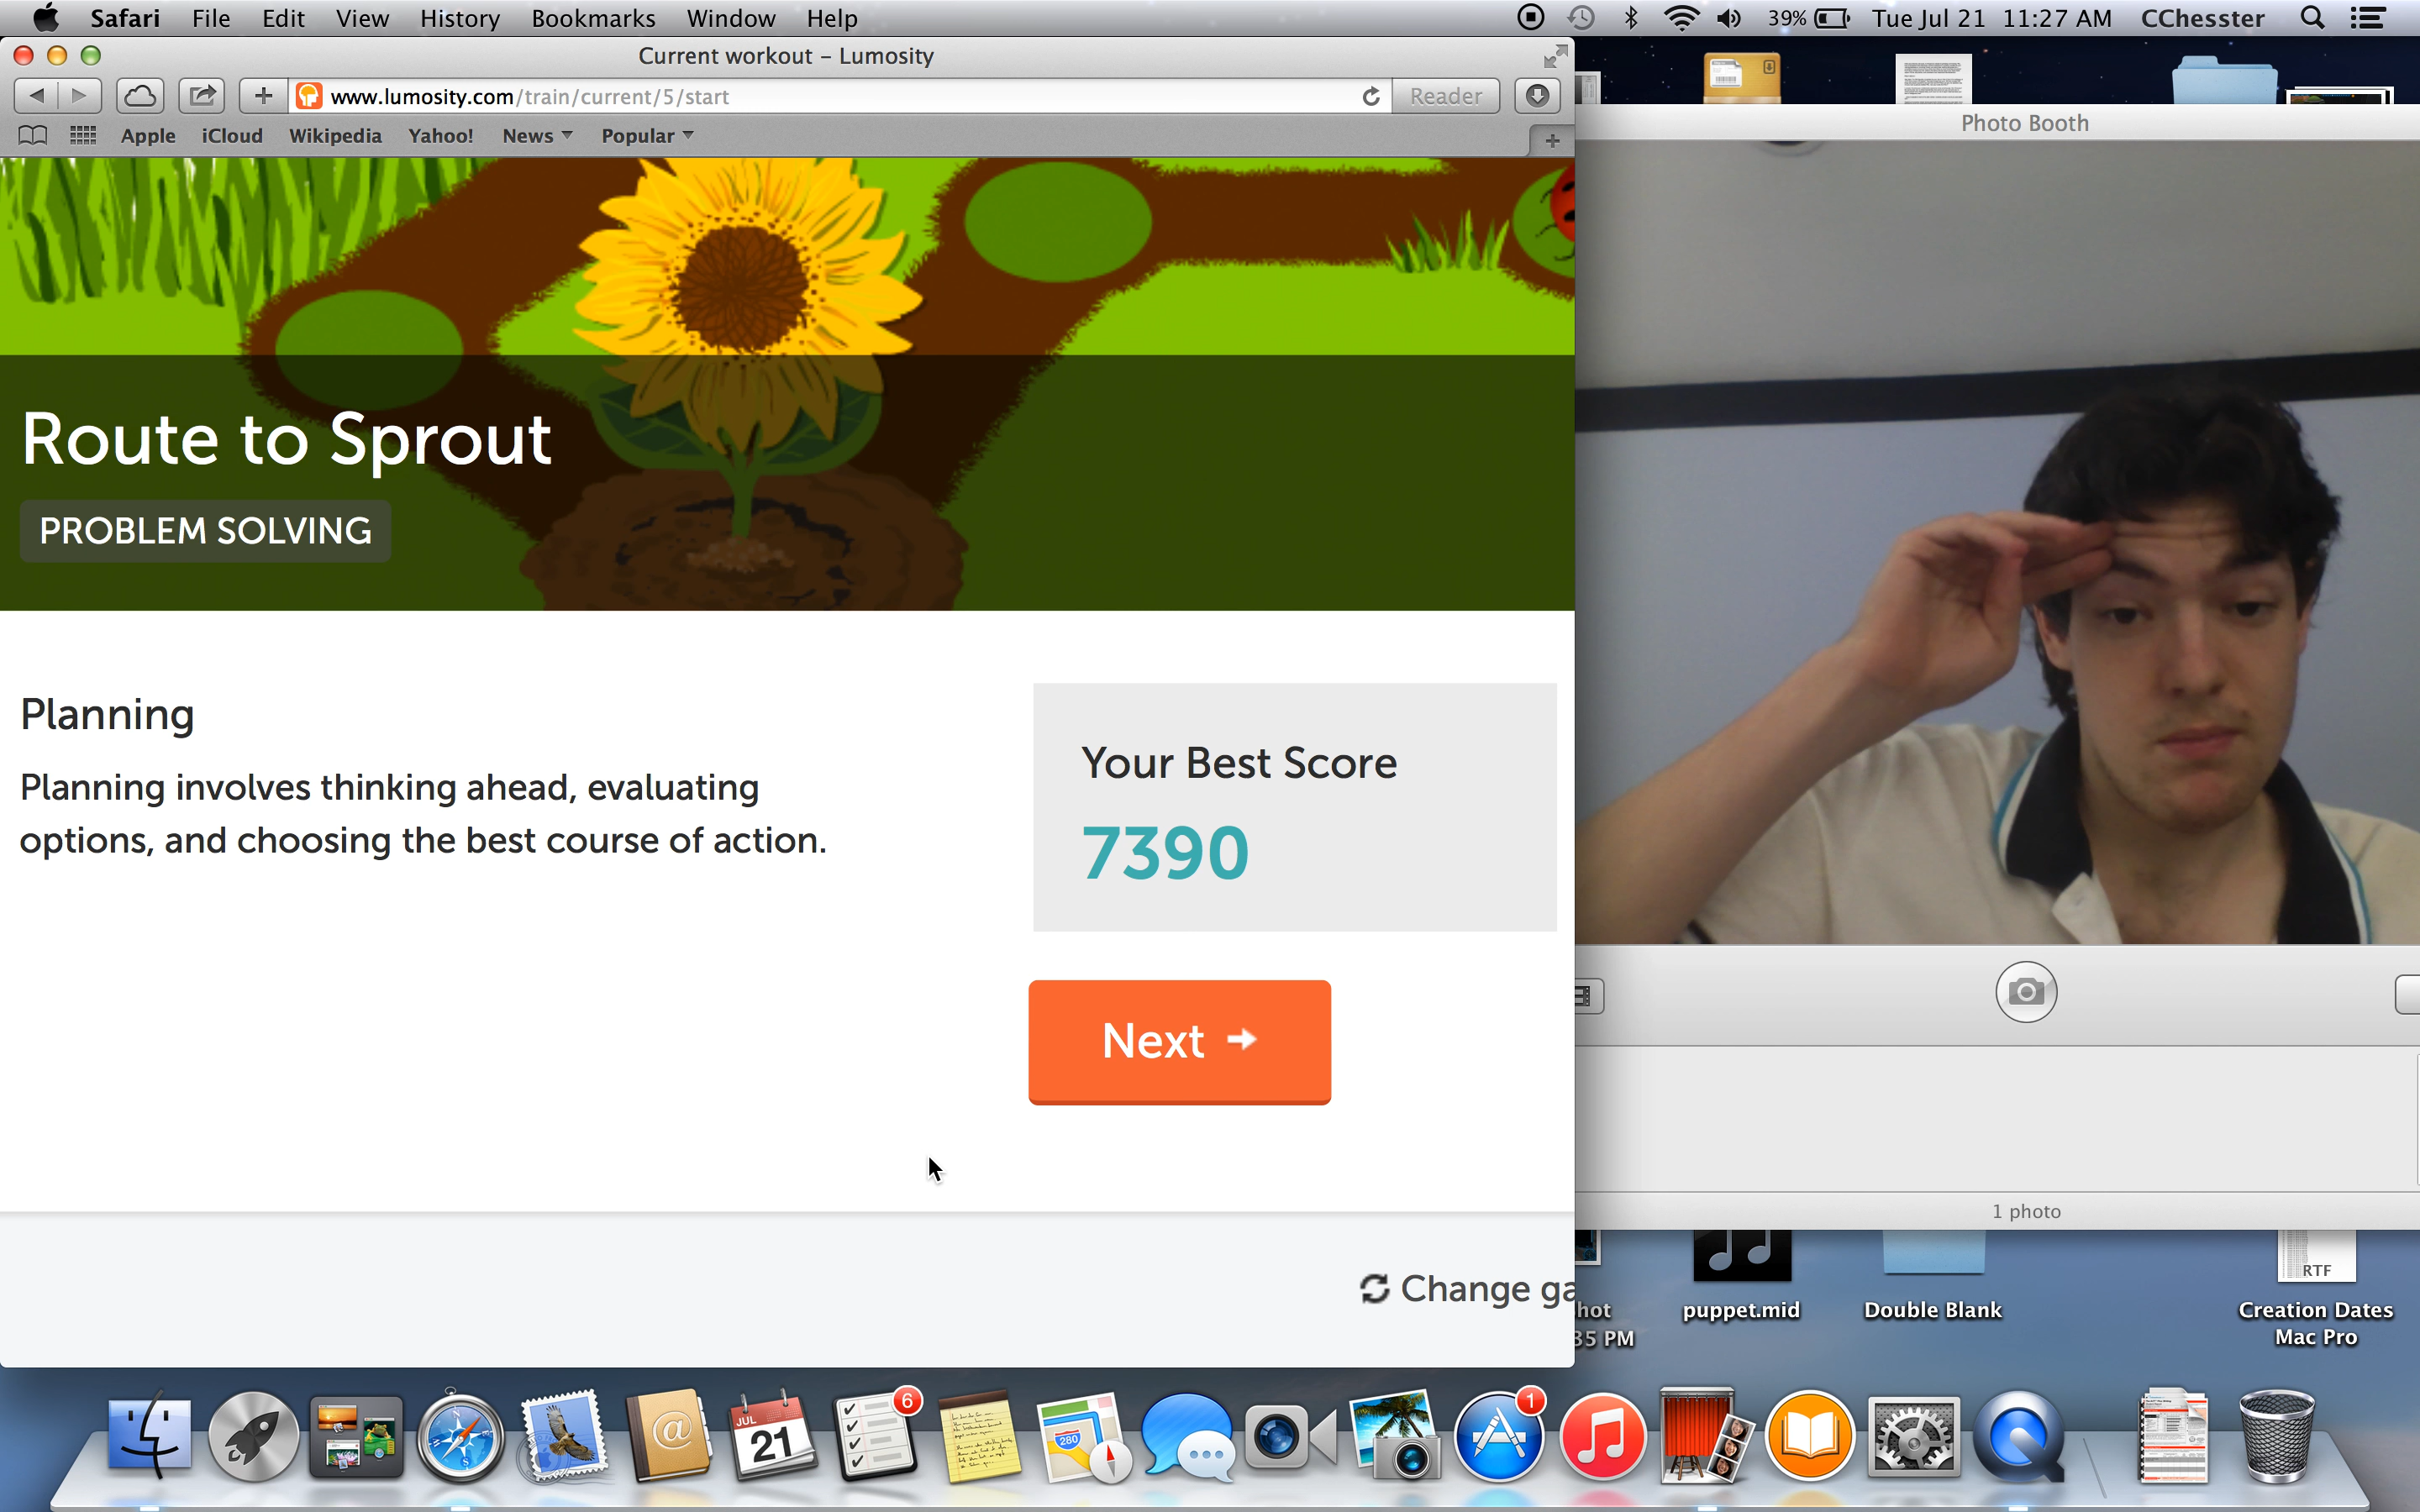 Safari File Edit View History Bookmarks Window Help 39% Tue Jul 21 11:27 AM CChesster
Current workout – Lumosity
www.lumosity.com/train/current/5/start Reader
Apple iCloud Wikipedia Yahoo! News Popular
Photo Booth
Route to Sprout
PROBLEM SOLVING
Planning
Planning involves thinking ahead, evaluating
options, and choosing the best course of action.
Your Best Score
7390
Next
1 photo
Change ga
RTF
hot
35 PM
puppet.mid
Double Blank
Creation Dates
Mac Pro
6
1
JUL
21
280
@